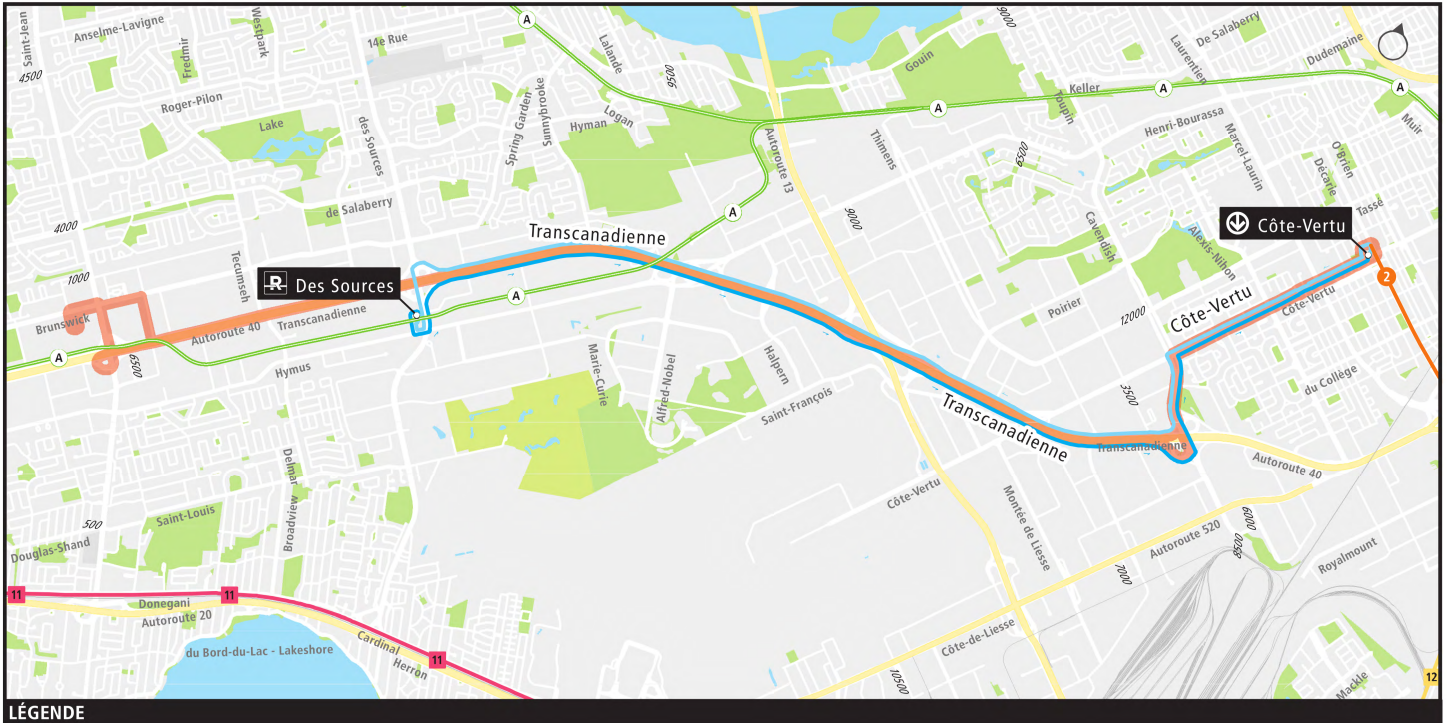 Saint-Jean
Anselme-Lavigne
Westpark
Fredmir
14e Rue
A
Lalande
9000
De Salaberry
Laurentien
Dudemaine
4500
Roger-Pilon
Lake
des Sources
Spring Garden
Sunnybrooke
Hyman
Logan
9500
Gouin
Keller
A
A
A
Toupin
Henri-Bourassa
Muir
Autoroute 13
Thimens
6500
Marcel-Laurin
O'Brien
Décarie
Tassé
4000
de Salaberry
A
9000
Cavendish
Alexis-Nihon
Côte-Vertu
Transcanadienne
1000
Tecumseh
R Des Sources
A
2
Brunswick
Autoroute 40
Transcanadienne
Poirier
12000
Côte-Vertu
Côte-Vertu
A
6500
Hymus
Marie-Curie
Alfred-Nobel
Halpern
Saint-François
3500
du Collège
Transcanadienne
Transcanadienne
Autoroute 40
Delmar
Broadview
Côte-Vertu
Montée de Liesse
500
Saint-Louis
Douglas-Shand
6000
8500
Autoroute 520
Royalmount
7000
11
11
Donegani
Autoroute 20
du Bord-du-Lac - Lakeshore
Cardinal
Herron
11
Côte-de-Liesse
10500
Mackle
12
LÉGENDE